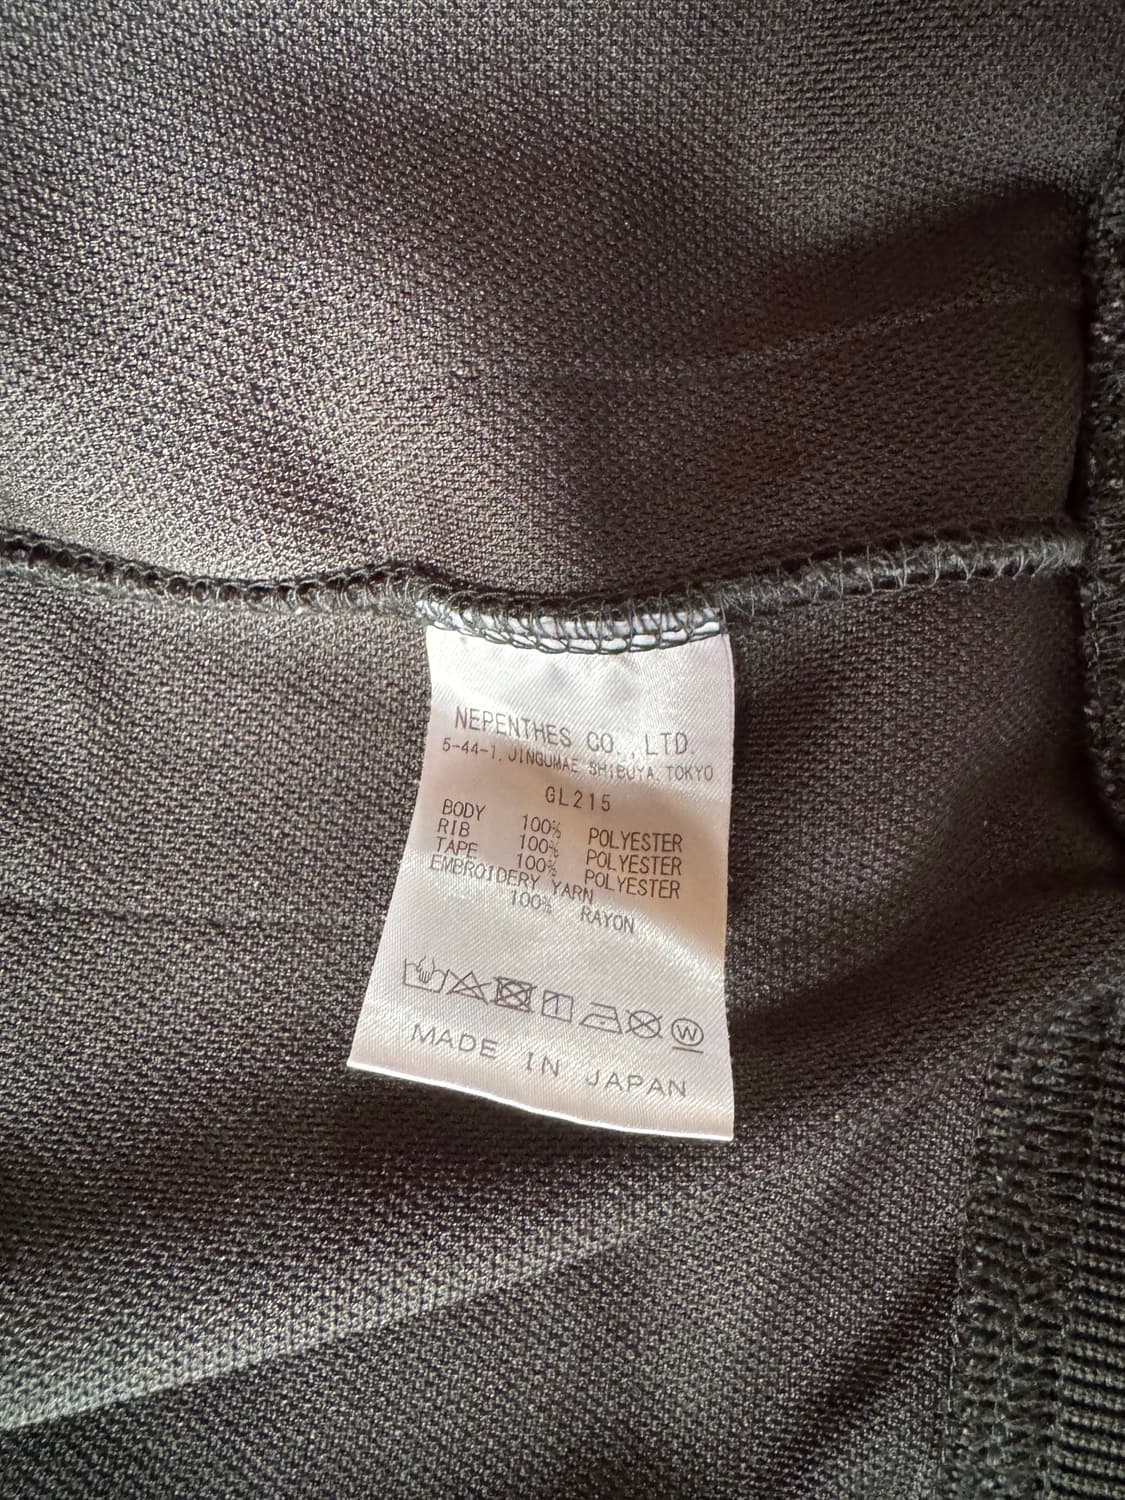 NEPENTHES CO.,LTD.
5-44-1, JINGUMAE SHIBUYA, TOKYO
GL215
BODY 100% POLYESTER
RIB 100% POLYESTER
TAPE 100% POLYESTER
EMBROIDERY YARN
100% RAYON
W
MADE IN JAPAN